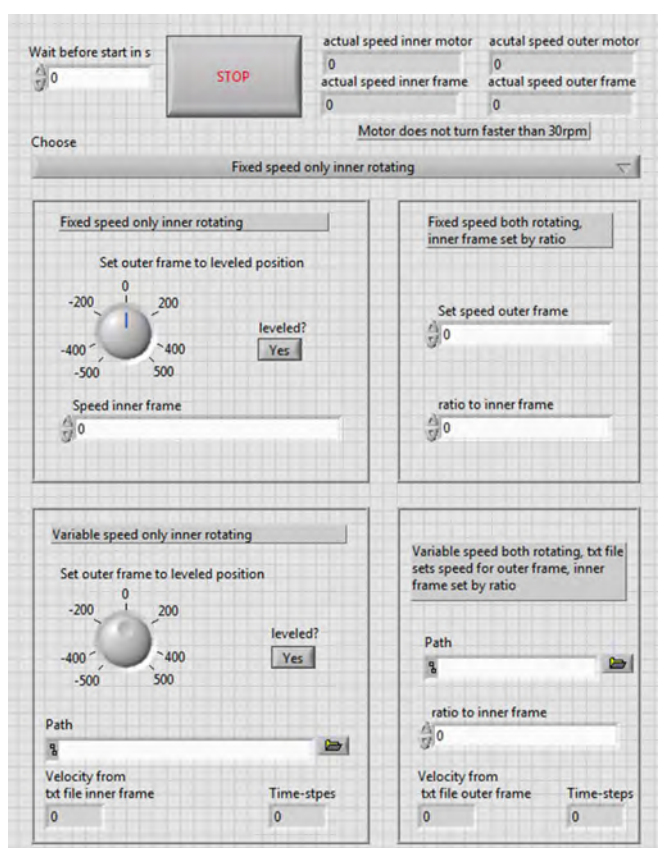 Wait before start in s
0
STOP
actual speed inner motor
0
acutal speed outer motor
0
actual speed inner frame
0
actual speed outer frame
0
Motor does not turn faster than 30rpm
Choose
Fixed speed only inner rotating
Fixed speed only inner rotating
Set outer frame to leveled position
0
-200 200
-400 400
-500 500
leveled?
Yes
Speed inner frame
0
Fixed speed both rotating,
inner frame set by ratio
Set speed outer frame
0
ratio to inner frame
0
Variable speed only inner rotating
Set outer frame to leveled position
0
-200 200
-400 400
-500 500
leveled?
Yes
Path
Velocity from
txt file inner frame
0
Time-stpes
0
Variable speed both rotating, txt file
sets speed for outer frame, inner
frame set by ratio
Path
ratio to inner frame
0
Velocity from
txt file outer frame
0
Time-steps
0